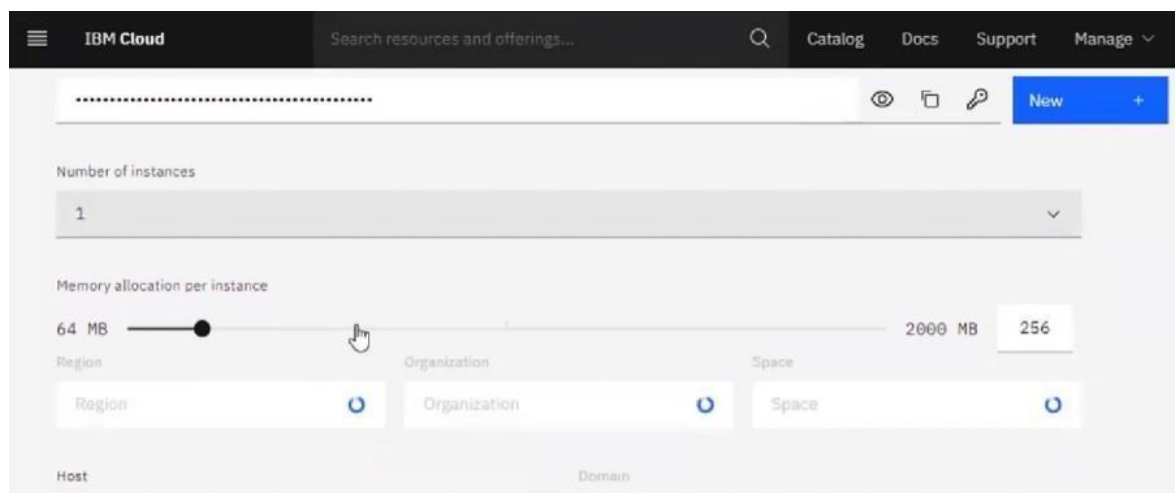 IBM Cloud Search resources and offerings... Catalog Docs Support Manage
•••••••••••••••••••••••••••••••••••••••••••• New +
Number of instances
1
Memory allocation per instance
64 MB 2000 MB 256
Region Organization Space
Region Organization Space
Host Domain